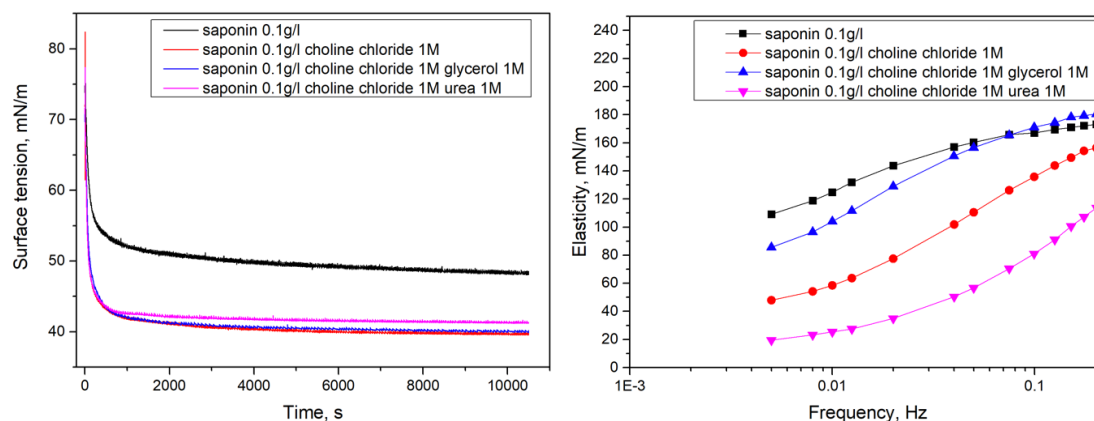 80
70
60
50
40
Surface tension, mN/m
saponin 0.1g/l
saponin 0.1g/l choline chloride 1M
saponin 0.1g/l choline chloride 1M glycerol 1M
saponin 0.1g/l choline chloride 1M urea 1M
0 2000 4000 6000 8000 10000
Time, s
240
220
200
180
160
140
120
100
80
60
40
20
0
Elasticity, mN/m
saponin 0.1g/l
saponin 0.1g/l choline chloride 1M
saponin 0.1g/l choline chloride 1M glycerol 1M
saponin 0.1g/l choline chloride 1M urea 1M
1E-3 0.01 0.1
Frequency, Hz